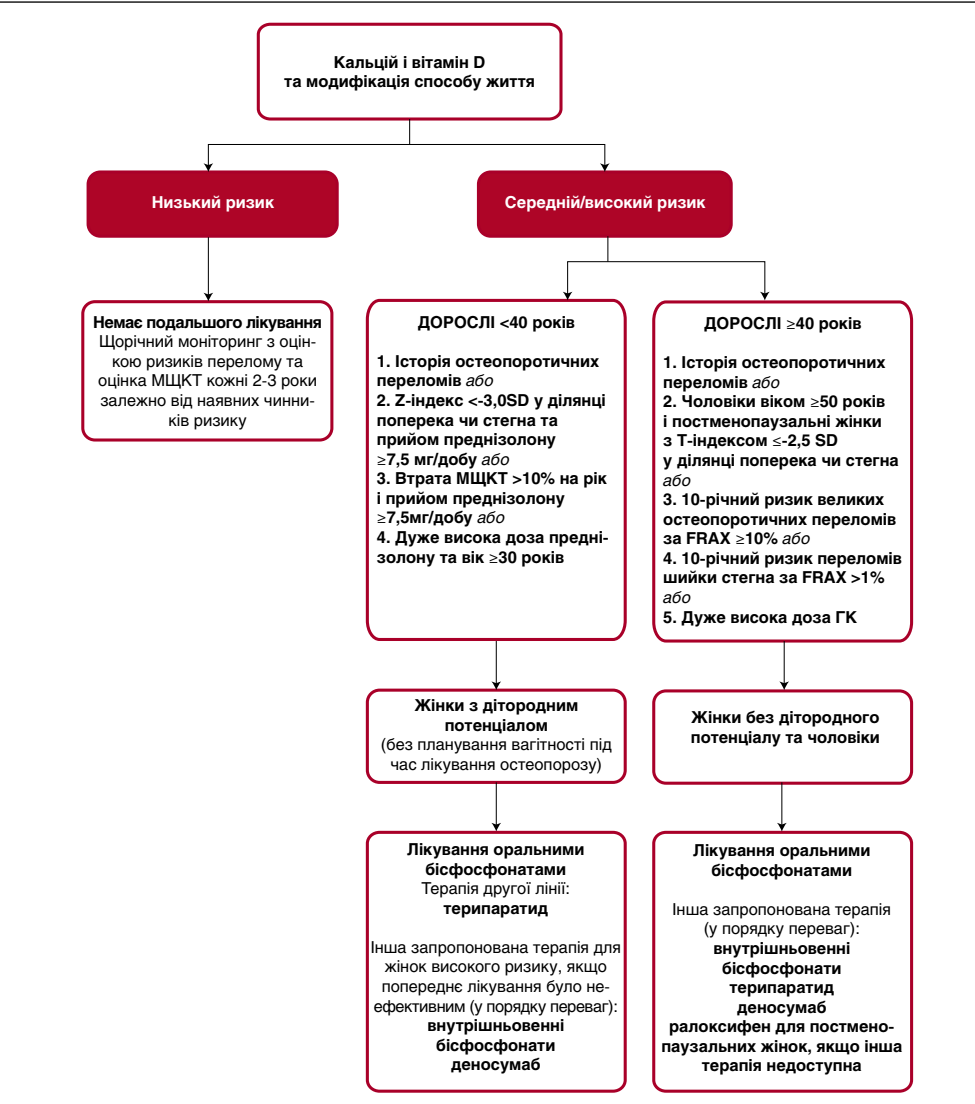 Кальцій і вітамін D
та модифікація способу життя
Низький ризик
Середній/високий ризик
Немає подальшого лікування
Щорічний моніторинг з оцін-
кою ризиків перелому та
оцінка МЩКТ кожні 2-3 роки
залежно від наявних чинни-
ків ризику
ДОРОСЛІ <40 років
1. Історія остеопоротичних
переломів або
2. Z-індекс <-3,0SD у ділянці
поперека чи стегна та
прийом преднізолону
≥7,5 мг/добу або
3. Втрата МЩКТ >10% на рік
і прийом преднізолону
≥7,5мг/добу або
4. Дуже висока доза предні-
золону та вік ≥30 років
ДОРОСЛІ ≥40 років
1. Історія остеопоротичних
переломів або
2. Чоловіки віком ≥50 років
і постменопаузальні жінки
з Т-індексом ≤-2,5 SD
у ділянці поперека чи стегна
або
3. 10-річний ризик великих
остеопоротичних переломів
за FRAX ≥10% або
4. 10-річний ризик переломів
шийки стегна за FRAX >1%
або
5. Дуже висока доза ГК
Жінки з дітородним
потенціалом
(без планування вагітності під
час лікування остеопорозу)
Жінки без дітородного
потенціалу та чоловіки
Лікування оральними
бісфосфонатами
Терапія другої лінії:
терипаратид
Інша запропонована терапія для
жінок високого ризику, якщо
попереднє лікування було не-
ефективним (у порядку переваг):
внутрішньовенні
бісфосфонати
деносумаб
Лікування оральними
бісфосфонатами
Інша запропонована терапія
(у порядку переваг):
внутрішньовенні
бісфосфонати
терипаратид
деносумаб
ралоксифен для постмено-
паузальних жінок, якщо інша
терапія недоступна